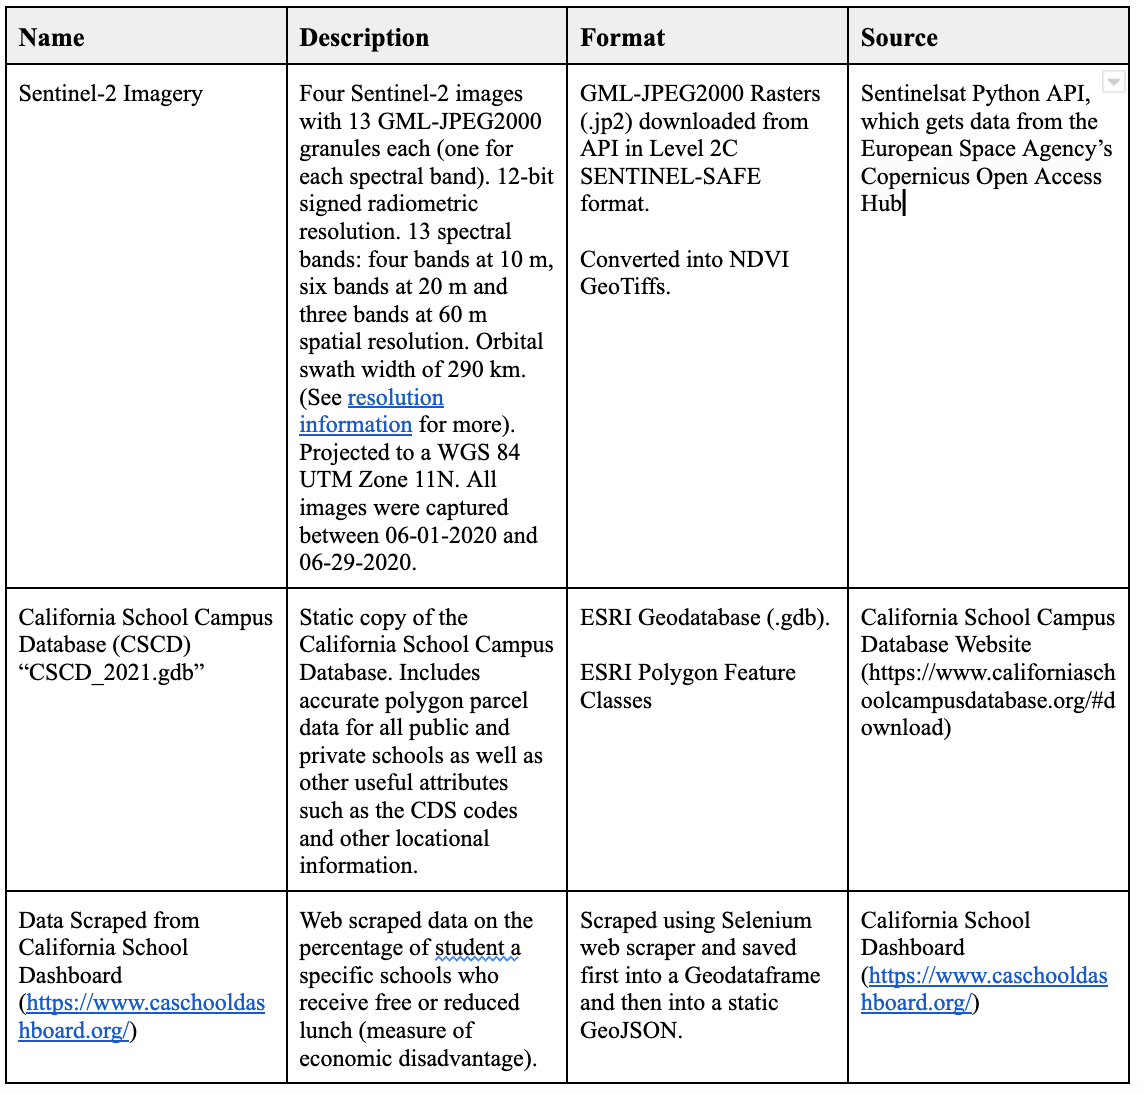 Name
Description
Format
Source
Sentinel-2 Imagery
Four Sentinel-2 images
with 13 GML-JPEG2000
granules each (one for
each spectral band). 12-bit
signed radiometric
resolution. 13 spectral
bands: four bands at 10 m,
six bands at 20 m and
three bands at 60 m
spatial resolution. Orbital
swath width of 290 km.
(See resolution
information for more).
Projected to a WGS 84
UTM Zone 11N. All
images were captured
between 06-01-2020 and
06-29-2020.
GML-JPEG2000 Rasters
(.jp2) downloaded from
API in Level 2C
SENTINEL-SAFE
format.
Converted into NDVI
GeoTiffs.
Sentinelsat Python API,
which gets data from the
European Space Agency’s
Copernicus Open Access
Hub
California School Campus
Database (CSCD)
“CSCD_2021.gdb”
Static copy of the
California School Campus
Database. Includes
accurate polygon parcel
data for all public and
private schools as well as
other useful attributes
such as the CDS codes
and other locational
information.
ESRI Geodatabase (.gdb).
ESRI Polygon Feature
Classes
California School Campus
Database Website
(https://www.californiasch
oolcampusdatabase.org/#d
ownload)
Data Scraped from
California School
Dashboard
(https://www.caschooldas
hboard.org/)
Web scraped data on the
percentage of student a
specific schools who
receive free or reduced
lunch (measure of
economic disadvantage).
Scraped using Selenium
web scraper and saved
first into a Geodataframe
and then into a static
GeoJSON.
California School
Dashboard
(https://www.caschooldas
hboard.org/)